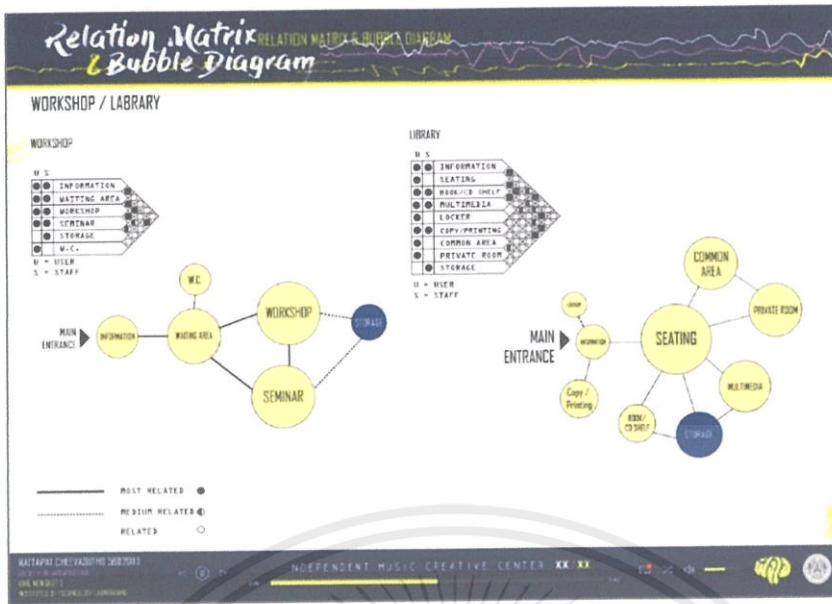 Relation Matrix
RELATION MATRIX & BUBBLE DIAGRAM
& Bubble Diagram
WORKSHOP / LABRARY
WORKSHOP
U S
INFORMATION
WAITING AREA
WORKSHOP
SEMINAR
STORAGE
W.C.
U = USER
S = STAFF
LIBRARY
U S
INFORMATION
SEATING
BOOK/CD SHELF
MULTIMEDIA
LOCKER
COPY/PRINTING
COMMON AREA
PRIVATE ROOM
STORAGE
U = USER
S = STAFF
W.C.
MAIN
ENTRANCE
INFORMATION
WAITING AREA
WORKSHOP
STORAGE
SEMINAR
COMMON
AREA
PRIVATE ROOM
MAIN
ENTRANCE
INFORMATION
SEATING
Copy /
Printing
MULTIMEDIA
BOOK/
CD SHELF
STORAGE
MOST RELATED
MEDIUM RELATED
RELATED
INDEPENDENT MUSIC CREATIVE CENTER XX XX